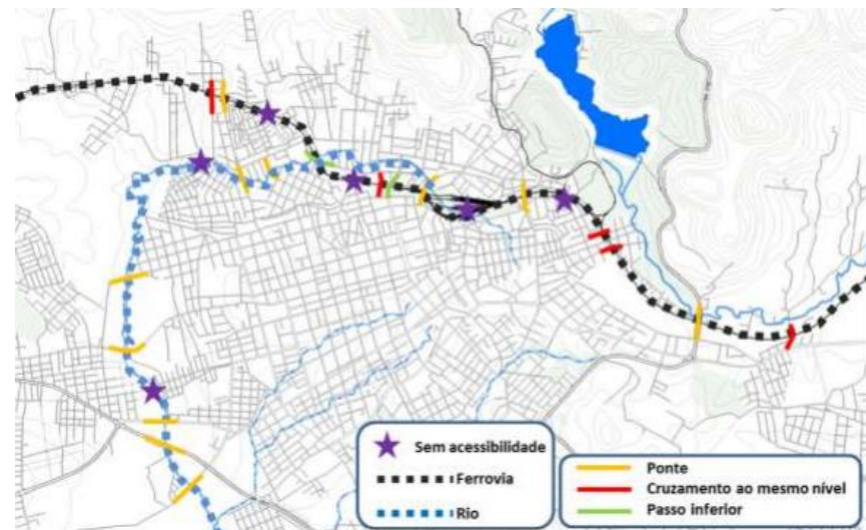 Sem acessibilidade
Ferrovia
Rio
Ponte
Cruzamento ao mesmo nível
Passo inferior